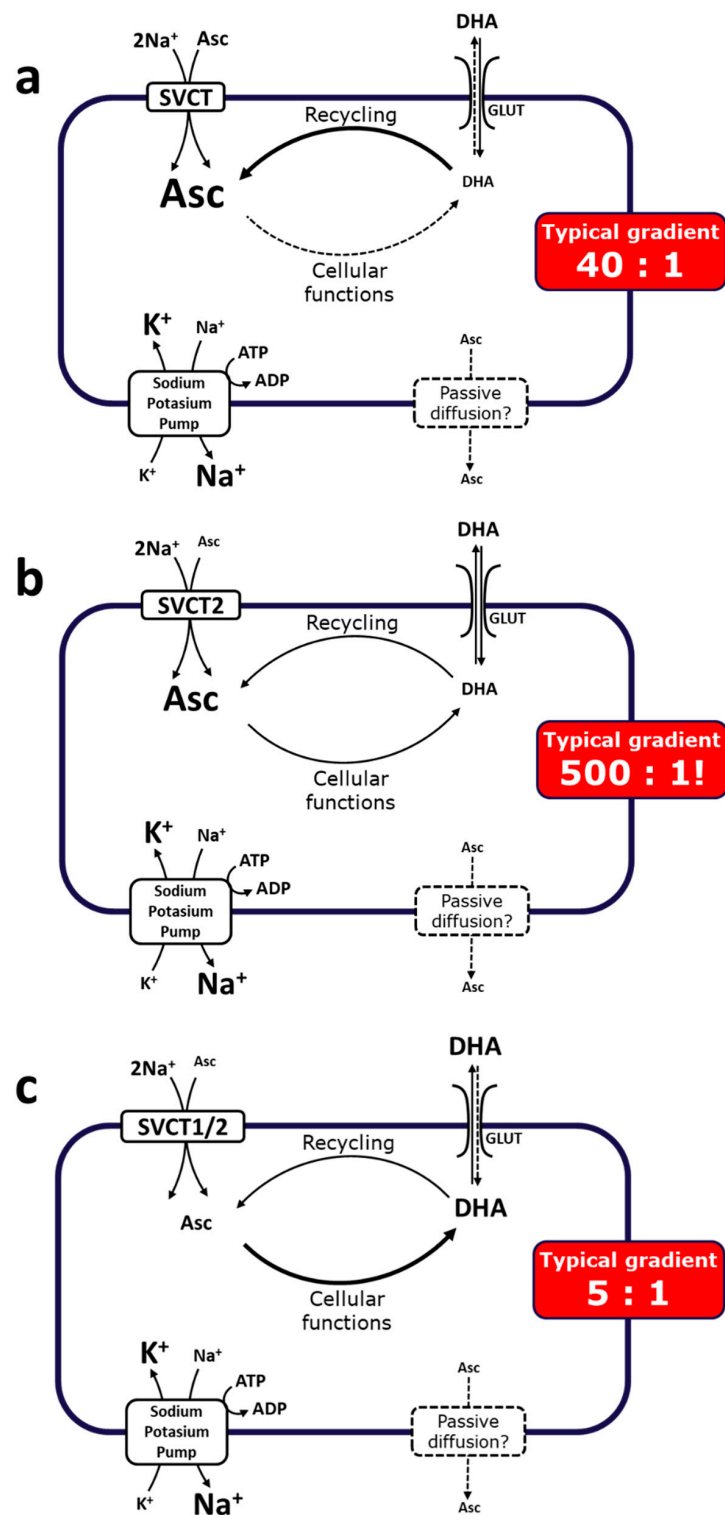 a
2Na⁺ Asc
SVCT
DHA
GLUT
Recycling
Asc
DHA
Cellular
functions
Typical gradient
40 : 1
K⁺ Na⁺
ATP
ADP
Sodium
Potasium
Pump
K⁺ Na⁺
Asc
Passive
diffusion?
Asc
b
2Na⁺ Asc
SVCT2
DHA
GLUT
Recycling
Asc
DHA
Cellular
functions
Typical gradient
500 : 1!
K⁺ Na⁺
ATP
ADP
Sodium
Potasium
Pump
K⁺ Na⁺
Asc
Passive
diffusion?
Asc
c
2Na⁺ Asc
SVCT1/2
DHA
GLUT
Recycling
Asc
DHA
Cellular
functions
Typical gradient
5 : 1
K⁺ Na⁺
ATP
ADP
Sodium
Potasium
Pump
K⁺ Na⁺
Asc
Passive
diffusion?
Asc